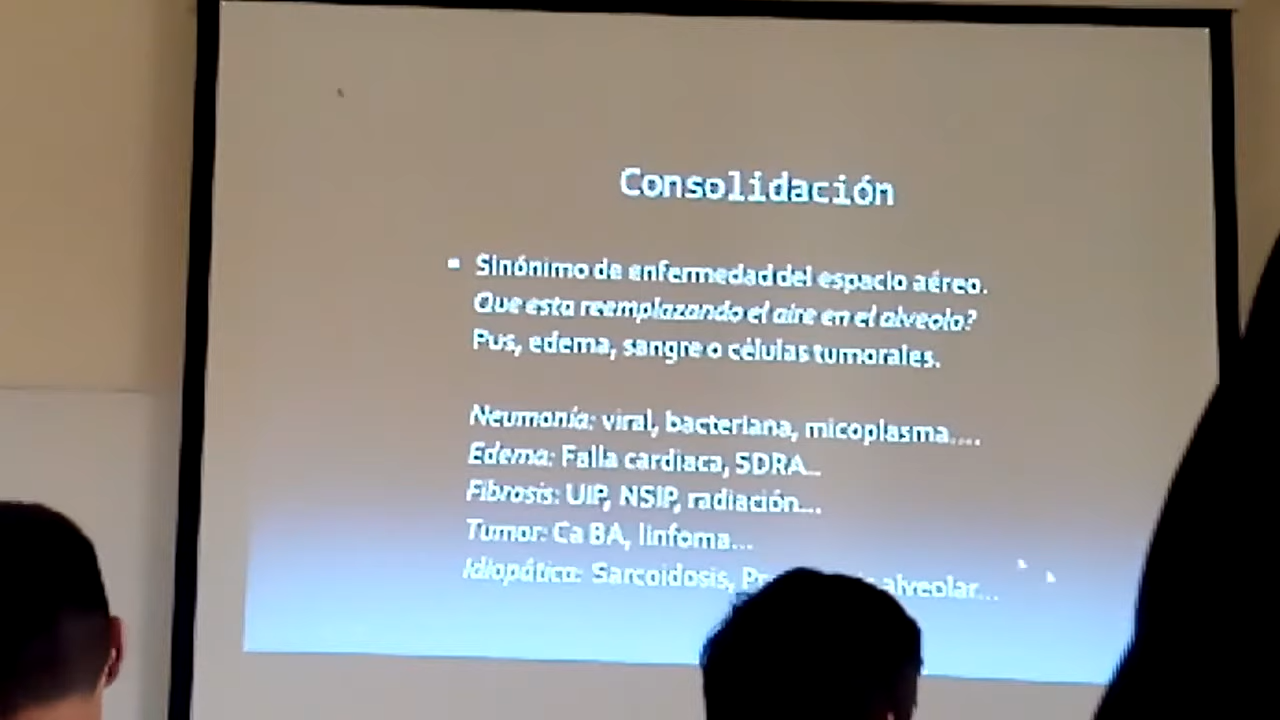 Consolidación
▪ Sinónimo de enfermedad del espacio aéreo.
Que esta reemplazando el aire en el alveolo?
Pus, edema, sangre o células tumorales.
Neumonía: viral, bacteriana, micoplasma....
Edema: Falla cardiaca, SDRA...
Fibrosis: UIP, NSIP, radiación...
Tumor: Ca BA, linfoma...
Idiopática: Sarcoidosis, alveolar...